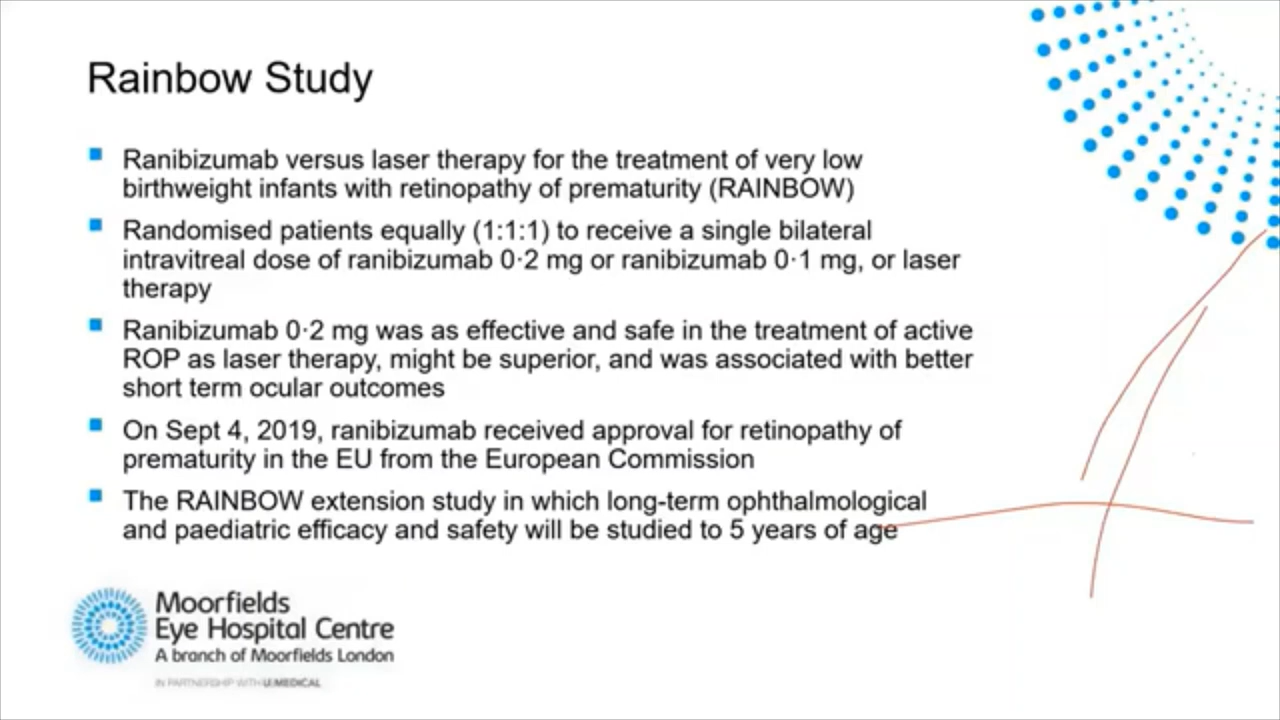 Rainbow Study
Ranibizumab versus laser therapy for the treatment of very low
birthweight infants with retinopathy of prematurity (RAINBOW)
Randomised patients equally (1:1:1) to receive a single bilateral
intravitreal dose of ranibizumab 0·2 mg or ranibizumab 0·1 mg, or laser
therapy
Ranibizumab 0·2 mg was as effective and safe in the treatment of active
ROP as laser therapy, might be superior, and was associated with better
short term ocular outcomes
On Sept 4, 2019, ranibizumab received approval for retinopathy of
prematurity in the EU from the European Commission
The RAINBOW extension study in which long-term ophthalmological
and paediatric efficacy and safety will be studied to 5 years of age
Moorfields
Eye Hospital Centre
A branch of Moorfields London
IN PARTNERSHIP WITH MEDICAL